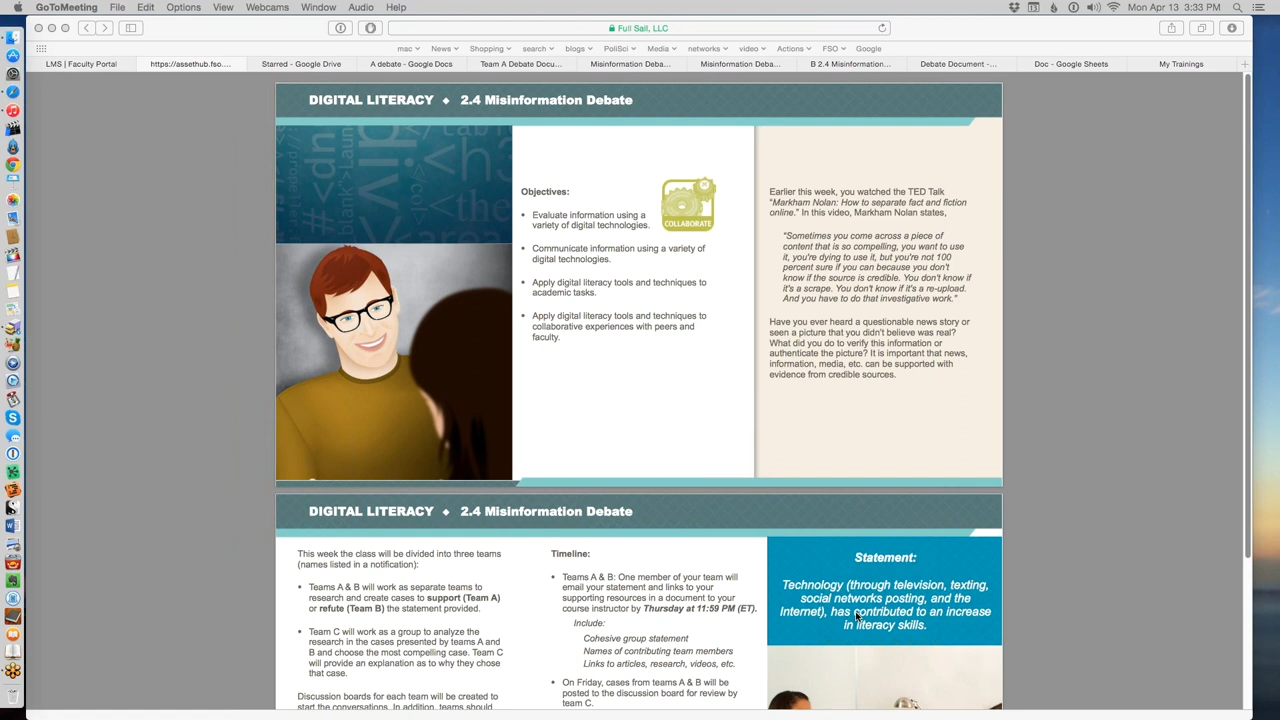 GoToMeeting File Edit Options View Webcams Window Audio Help
Mon Apr 13 3:33 PM
Full Sail, LLC
mac News Shopping search blogs PoliSci Media networks video Actions FSO Google
LMS | Faculty Portal https://assethub.fso.... Starred - Google Drive A debate - Google Docs Team A Debate Docu... Misinformation Deba... Misinformation Deba... B 2.4 Misinformation... Debate Document -... Doc - Google Sheets My Trainings
DIGITAL LITERACY ◆ 2.4 Misinformation Debate
Objectives:
• Evaluate information using a
variety of digital technologies.
• Communicate information using a variety of
digital technologies.
• Apply digital literacy tools and techniques to
academic tasks.
• Apply digital literacy tools and techniques to
collaborative experiences with peers and
faculty.
COLLABORATE
Earlier this week, you watched the TED Talk
"Markham Nolan: How to separate fact and fiction
online." In this video, Markham Nolan states,
"Sometimes you come across a piece of
content that is so compelling, you want to use
it, you're dying to use it, but you're not 100
percent sure if you can because you don't
know if the source is credible. You don't know if
it's a scrape. You don't know if it's a re-upload.
And you have to do that investigative work."
Have you ever heard a questionable news story or
seen a picture that you didn't believe was real?
What did you do to verify this information or
authenticate the picture? It is important that news,
information, media, etc. can be supported with
evidence from credible sources.
DIGITAL LITERACY ◆ 2.4 Misinformation Debate
This week the class will be divided into three teams
(names listed in a notification):
• Teams A & B will work as separate teams to
research and create cases to support (Team A)
or refute (Team B) the statement provided.
• Team C will work as a group to analyze the
research in the cases presented by teams A and
B and choose the most compelling case. Team C
will provide an explanation as to why they chose
that case.
Discussion boards for each team will be created to
start the conversations. In addition, teams should
Timeline:
• Teams A & B: One member of your team will
email your statement and links to your
supporting resources in a document to your
course instructor by Thursday at 11:59 PM (ET).
Include:
Cohesive group statement
Names of contributing team members
Links to articles, research, videos, etc.
• On Friday, cases from teams A & B will be
posted to the discussion board for review by
team C.
Statement:
Technology (through television, texting,
social networks posting, and the
Internet), has contributed to an increase
in literacy skills.